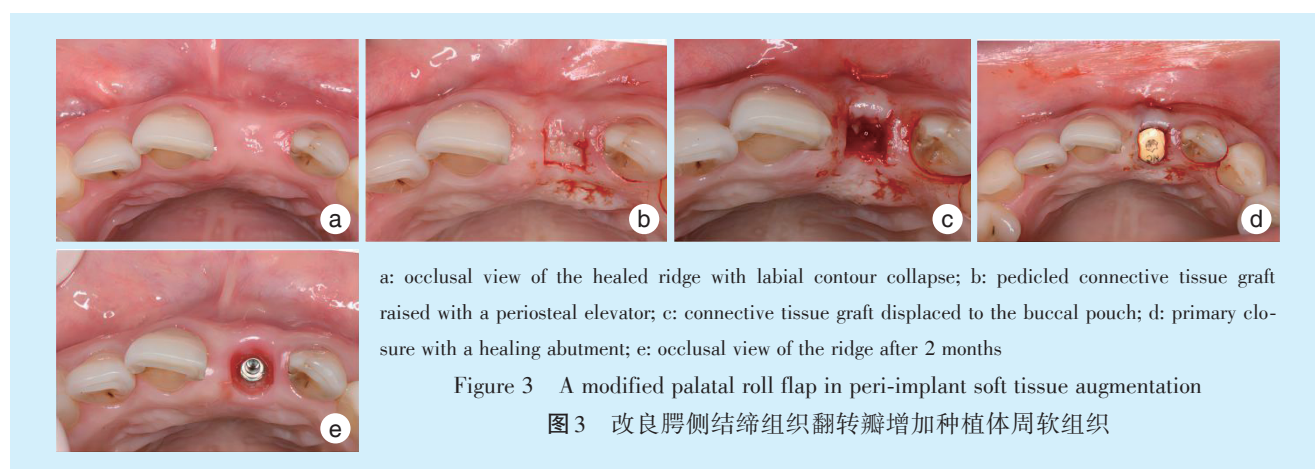 a
b
c
d
e
a: occlusal view of the healed ridge with labial contour collapse; b: pedicled connective tissue graft
raised with a periosteal elevator; c: connective tissue graft displaced to the buccal pouch; d: primary clo-
sure with a healing abutment; e: occlusal view of the ridge after 2 months
Figure 3 A modified palatal roll flap in peri-implant soft tissue augmentation
图3 改良腭侧结缔组织翻转瓣增加种植体周软组织